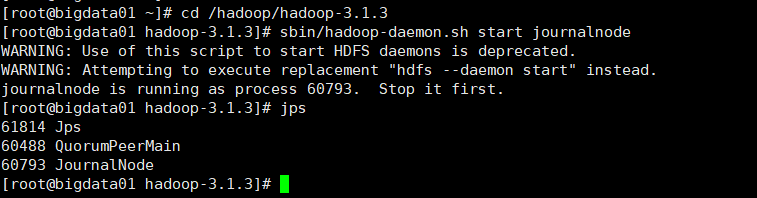 [root@bigdata01 ~]# cd /hadoop/hadoop-3.1.3
[root@bigdata01 hadoop-3.1.3]# sbin/hadoop-daemon.sh start journalnode
WARNING: Use of this script to start HDFS daemons is deprecated.
WARNING: Attempting to execute replacement "hdfs --daemon start" instead.
journalnode is running as process 60793.  Stop it first.
[root@bigdata01 hadoop-3.1.3]# jps
61814 Jps
60488 QuorumPeerMain
60793 JournalNode
[root@bigdata01 hadoop-3.1.3]#